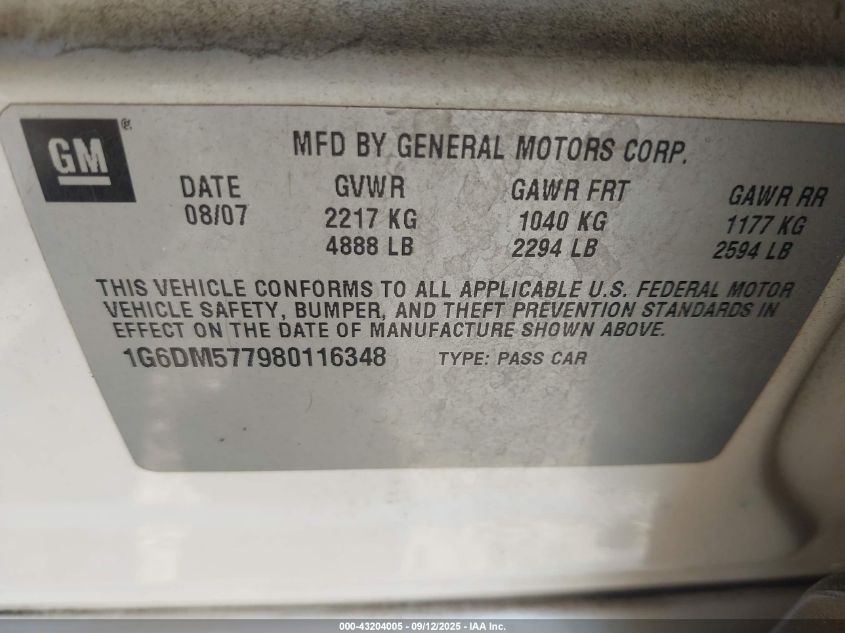 GM ®
MFD BY GENERAL MOTORS CORP.
DATE GVWR GAWR FRT GAWR RR
08/07 2217 KG 1040 KG 1177 KG
4888 LB 2294 LB 2594 LB
THIS VEHICLE CONFORMS TO ALL APPLICABLE U.S. FEDERAL MOTOR
VEHICLE SAFETY, BUMPER, AND THEFT PREVENTION STANDARDS IN
EFFECT ON THE DATE OF MANUFACTURE SHOWN ABOVE.
1G6DM577980116348 TYPE: PASS CAR
000-43204005 - 09/12/2025 - IAA Inc.